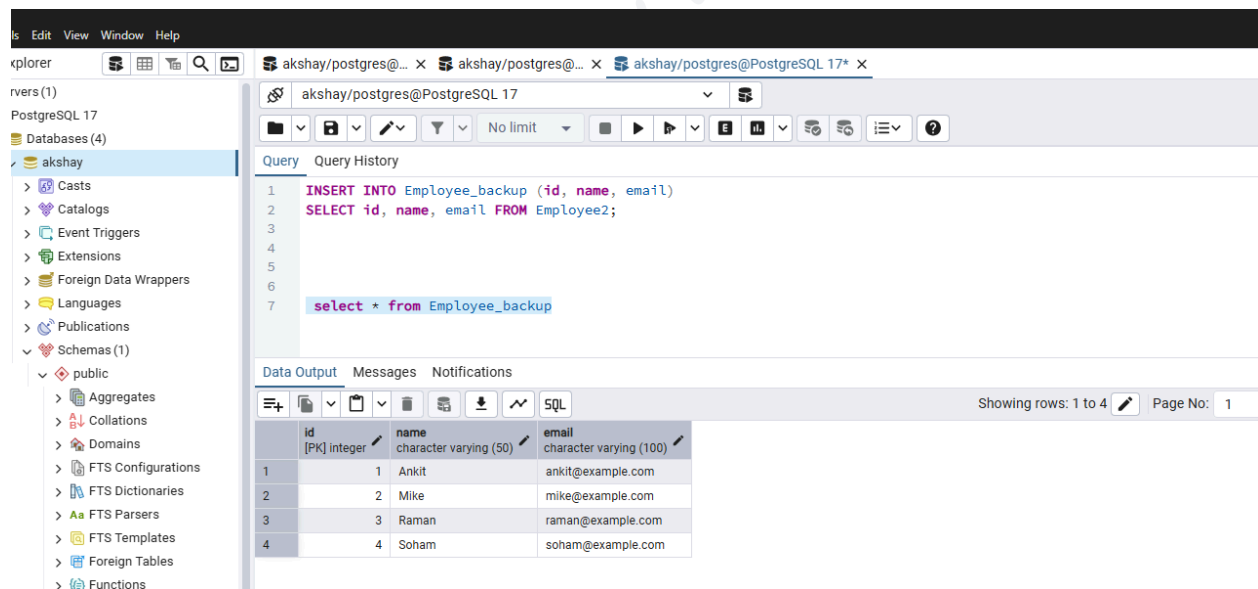 ls Edit View Window Help
xplorer
akshay/postgres@... akshay/postgres@... akshay/postgres@PostgreSQL 17*
rvers (1)
PostgreSQL 17
Databases (4)
akshay
Casts
Catalogs
Event Triggers
Extensions
Foreign Data Wrappers
Languages
Publications
Schemas (1)
public
Aggregates
Collations
Domains
FTS Configurations
FTS Dictionaries
Aa FTS Parsers
FTS Templates
Foreign Tables
Functions
akshay/postgres@PostgreSQL 17
No limit
E
Query Query History
1 INSERT INTO Employee_backup (id, name, email)
2 SELECT id, name, email FROM Employee2;
3
4
5
6
7 select * from Employee_backup
Data Output Messages Notifications
SQL Showing rows: 1 to 4 Page No: 1
id name email
[PK] integer character varying (50) character varying (100)
1 1 Ankit ankit@example.com
2 2 Mike mike@example.com
3 3 Raman raman@example.com
4 4 Soham soham@example.com